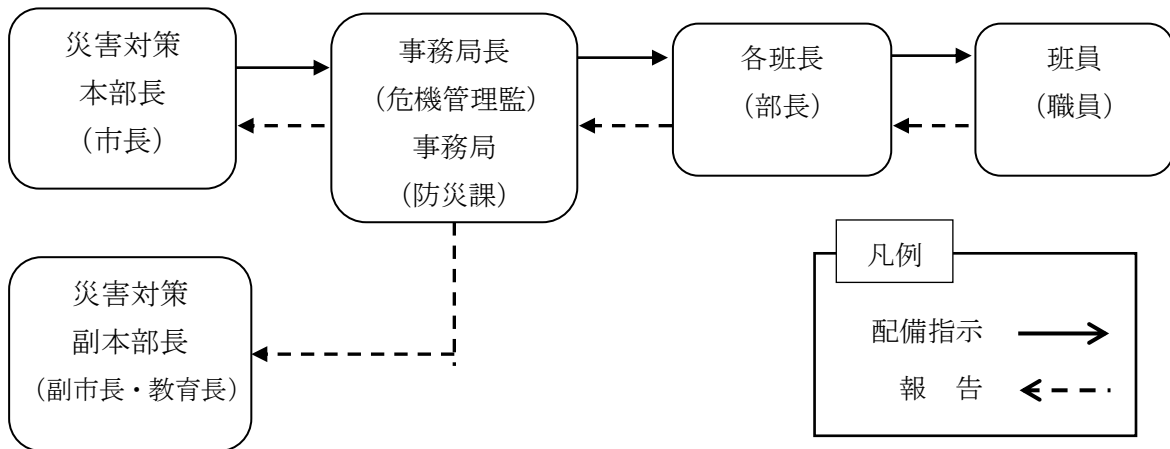 災害対策
本部長
（市長）
事務局長
（危機管理監）
事務局
（防災課）
各班長
（部長）
班員
（職員）
災害対策
副本部長
（副市長・教育長）
凡例
配備指示
報　告